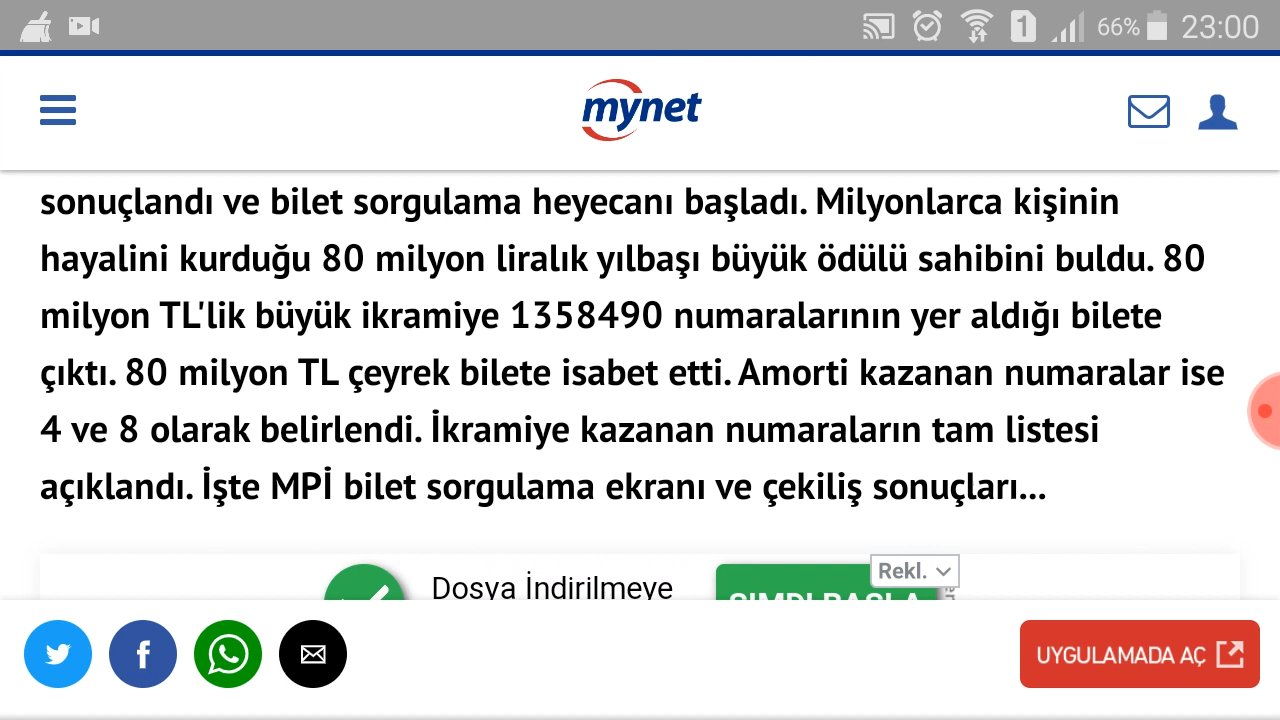 1 66% 23:00
mynet
sonuçlandı ve bilet sorgulama heyecanı başladı. Milyonlarca kişinin
hayalini kurduğu 80 milyon liralık yılbaşı büyük ödülü sahibini buldu. 80
milyon TL'lik büyük ikramiye 1358490 numaralarının yer aldığı bilete
çıktı. 80 milyon TL çeyrek bilete isabet etti. Amorti kazanan numaralar ise
4 ve 8 olarak belirlendi. İkramiye kazanan numaraların tam listesi
açıklandı. İşte MPİ bilet sorgulama ekranı ve çekiliş sonuçları...
Rekl.
Dosya İndirilmeye
ŞIMDI BAŞLA
UYGULAMADA AÇ